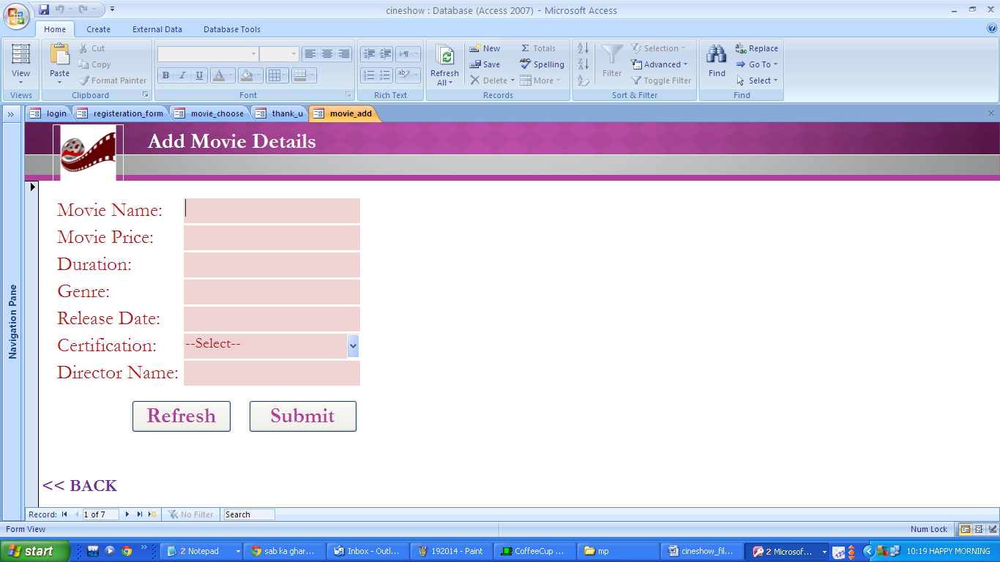 cineshow : Database (Access 2007) - Microsoft Access
Home Create External Data Database Tools
View
Views
Paste
Cut
Copy
Format Painter
Clipboard
B I U A
Font
Rich Text
Refresh All
New
Save
Delete
Totals
Spelling
More
Records
Filter
Selection
Advanced
Toggle Filter
Sort & Filter
Find
Replace
Go To
Select
Find
login registeration_form movie_choose thank_u movie_add
Navigation Pane
Add Movie Details
Movie Name:
Movie Price:
Duration:
Genre:
Release Date:
Certification: --Select--
Director Name:
Refresh Submit
<< BACK
Record: 1 of 7 No Filter Search
Form View Num Lock
start 2 Notepad sab ka ghar... Inbox - Outl... 192014 - Paint CoffeeCup ... mp cineshow_fil... 2 Microsof... 10:19 HAPPY MORNING